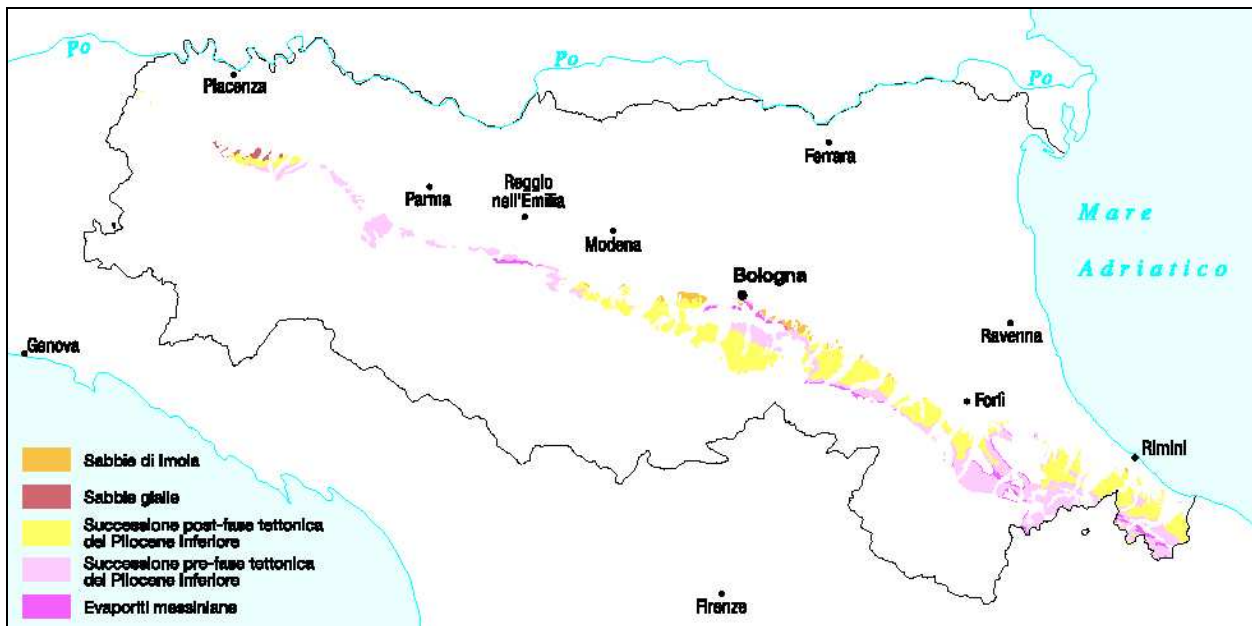 Po
Po
Po
Piacenza
Ferrara
Parma
Reggio
nell'Emilia
Modena
Mare
Adriatico
Bologna
Ravenna
Genova
Forlì
Rimini
Firenze
Sabbie di Imola
Sabbie gialle
Successione post-fase tettonica
del Pliocene Inferiore
Successione pre-fase tettonica
del Pliocene Inferiore
Evaporiti messiniane